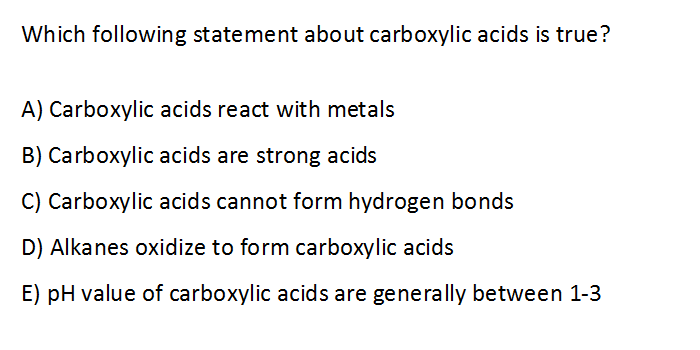 Which following statement about carboxylic acids is true?
A) Carboxylic acids react with metals
B) Carboxylic acids are strong acids
C) Carboxylic acids cannot form hydrogen bonds
D) Alkanes oxidize to form carboxylic acids
E) pH value of carboxylic acids are generally between 1-3